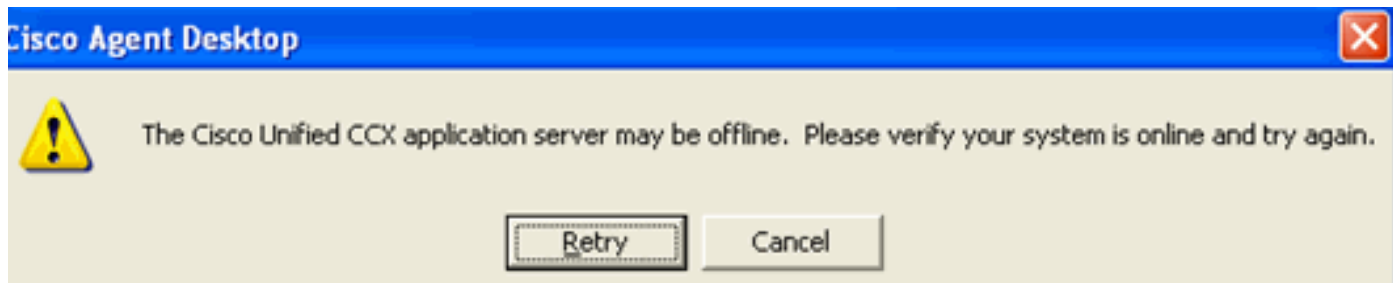 Cisco Agent Desktop
The Cisco Unified CCX application server may be offline. Please verify your system is online and try again.
Retry
Cancel